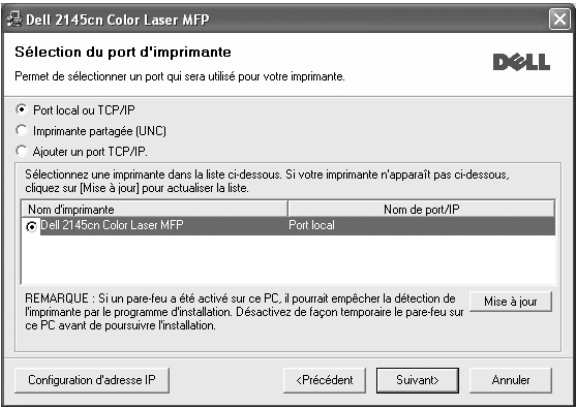 Dell 2145cn Color Laser MFP
Sélection du port d'imprimante
Permet de sélectionner un port qui sera utilisé pour votre imprimante.
DELL
Port local ou TCP/IP
Imprimante partagée (UNC)
Ajouter un port TCP/IP.
Sélectionnez une imprimante dans la liste ci-dessous. Si votre imprimante n'apparaît pas ci-dessous,
cliquez sur [Mise à jour] pour actualiser la liste.
Nom d'imprimante Nom de port/IP
Dell 2145cn Color Laser MFP Port local
REMARQUE : Si un pare-feu a été activé sur ce PC, il pourrait empêcher la détection de
l'imprimante par le programme d'installation. Désactivez de façon temporaire le pare-feu sur
ce PC avant de poursuivre l'installation.
Mise à jour
Configuration d'adresse IP <Précédent Suivant> Annuler